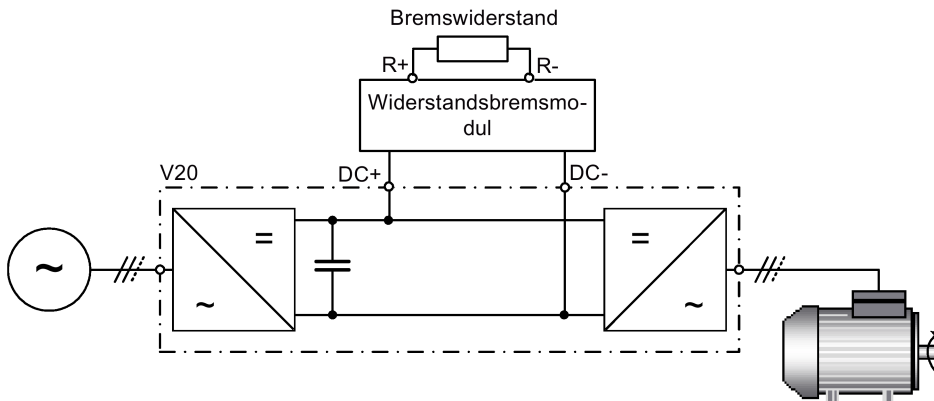 Bremswiderstand
R+
R-
Widerstandsbremsmo-
dul
V20
DC+
DC-
=
=
~
~
~